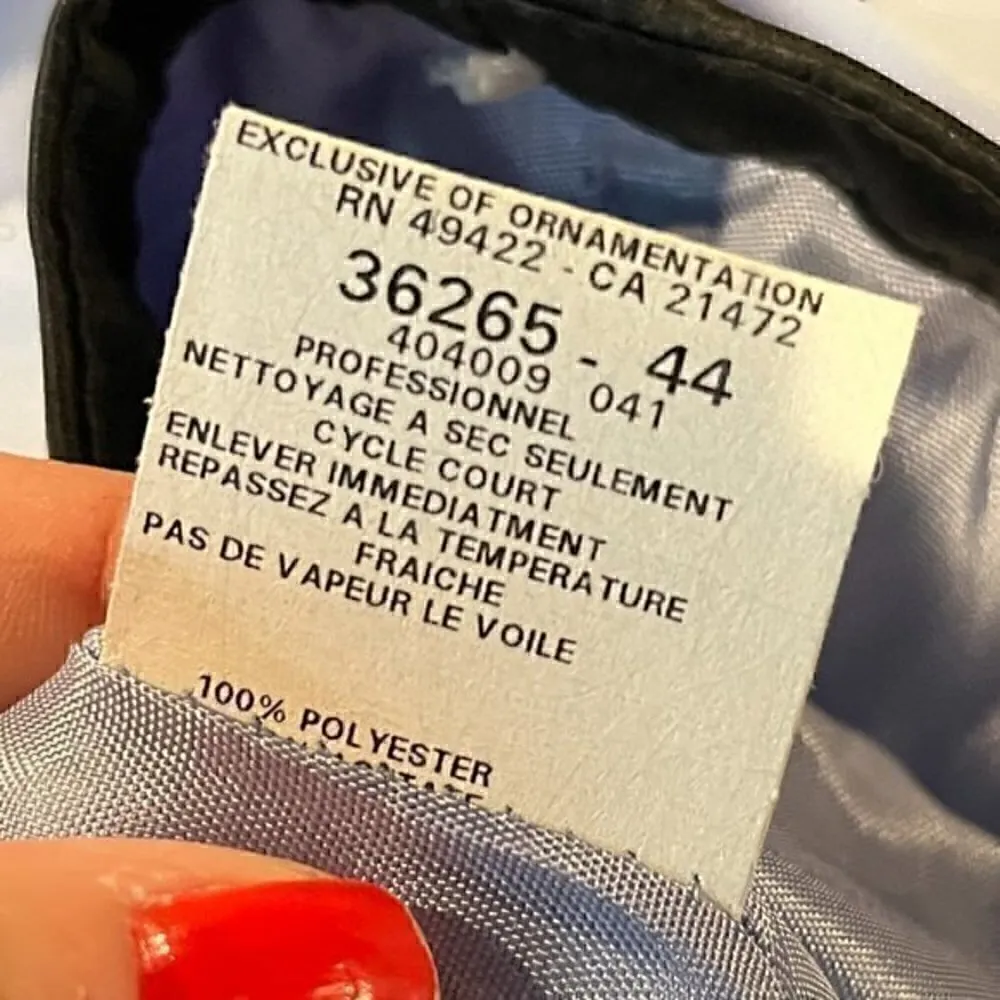 EXCLUSIVE OF ORNAMENTATION
RN 49422 - CA 21472
36265 - 44
404009 041
PROFESSIONNEL
NETTOYAGE A SEC SEULEMENT
CYCLE COURT
ENLEVER IMMEDIATMENT
REPASSEZ A LA TEMPERATURE
FRAICHE
PAS DE VAPEUR LE VOILE
100% POLYESTER